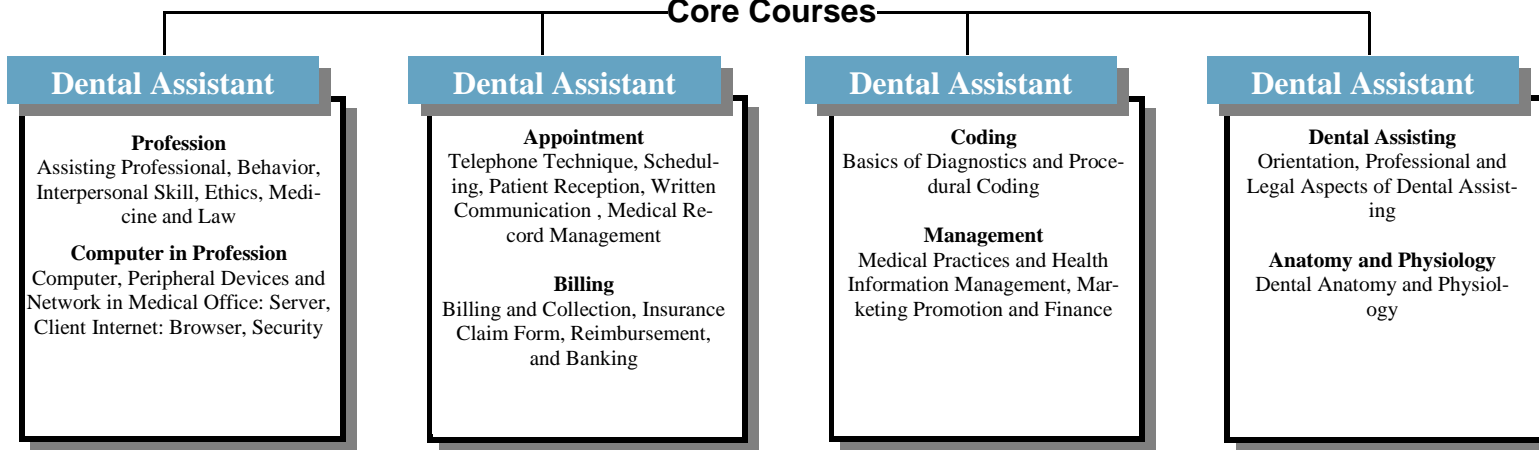 Core Courses
Dental Assistant
Profession
Assisting Professional, Behavior,
Interpersonal Skill, Ethics, Medi-
cine and Law
Computer in Profession
Computer, Peripheral Devices and
Network in Medical Office: Server,
Client Internet: Browser, Security
Dental Assistant
Appointment
Telephone Technique, Schedul-
ing, Patient Reception, Written
Communication , Medical Re-
cord Management
Billing
Billing and Collection, Insurance
Claim Form, Reimbursement,
and Banking
Dental Assistant
Coding
Basics of Diagnostics and Proce-
dural Coding
Management
Medical Practices and Health
Information Management, Mar-
keting Promotion and Finance
Dental Assistant
Dental Assisting
Orientation, Professional and
Legal Aspects of Dental Assist-
ing
Anatomy and Physiology
Dental Anatomy and Physiol-
ogy